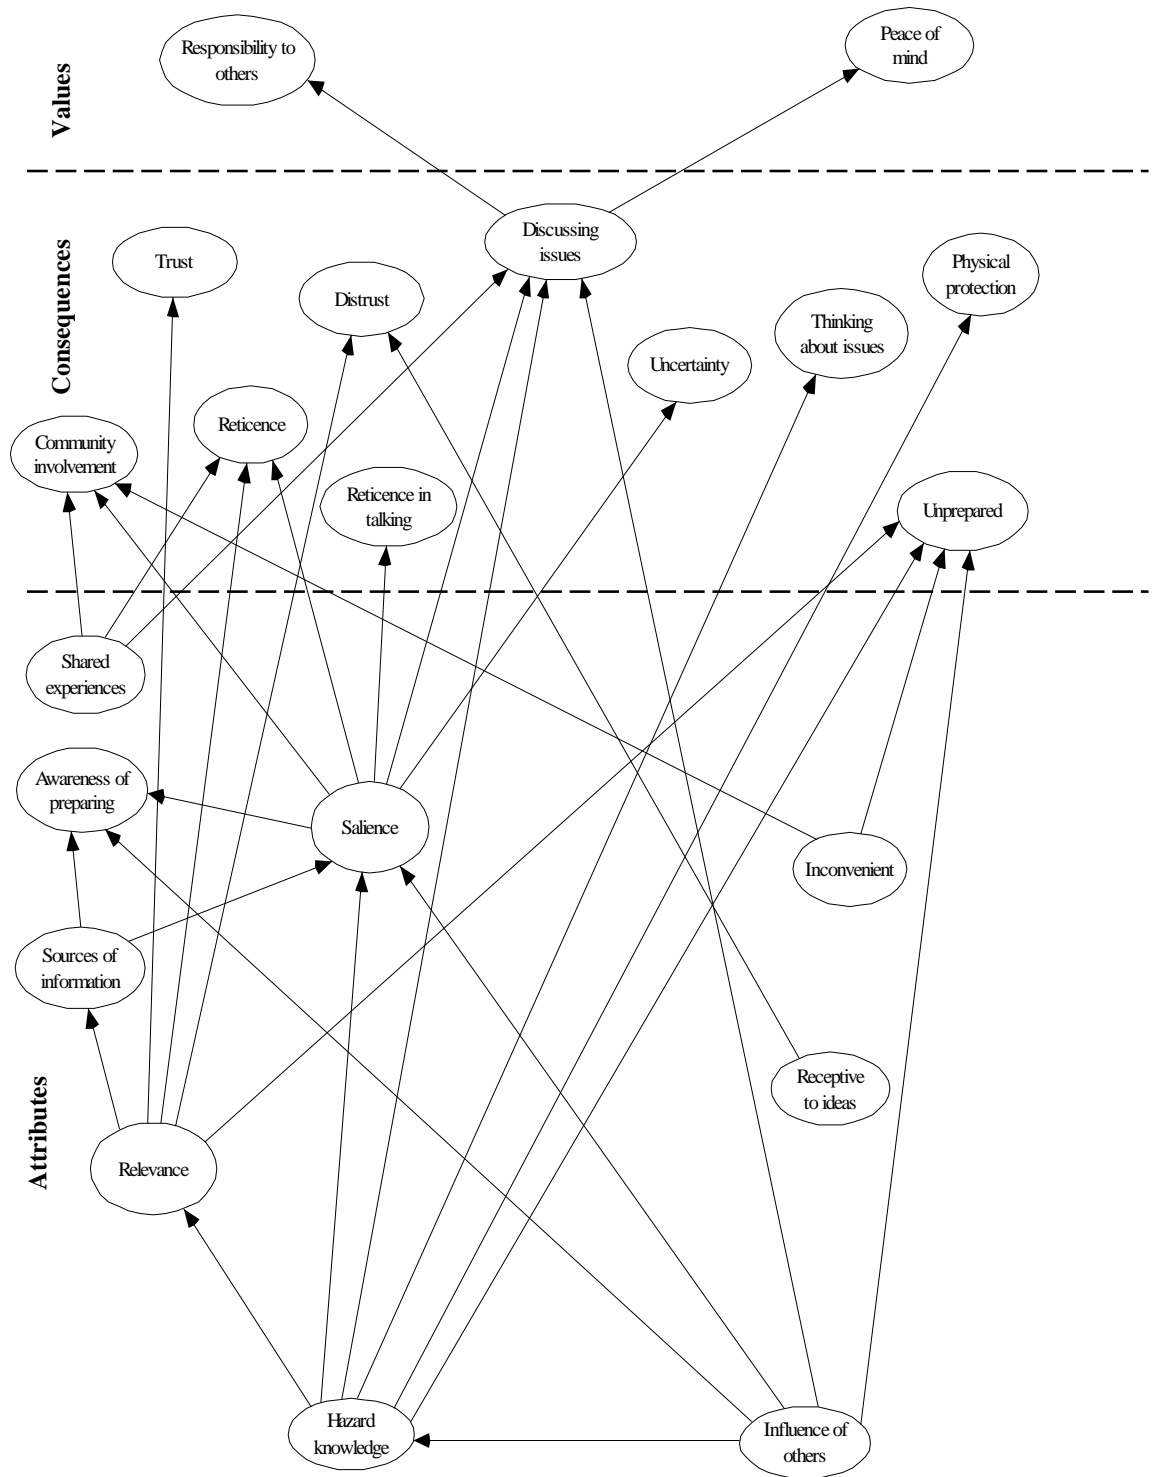 Values
Responsibility to
others
Peace of
mind
Consequences
Trust
Discussing
issues
Distrust
Physical
protection
Thinking
about issues
Uncertainty
Community
involvement
Reticence
Reticence in
talking
Unprepared
Shared
experiences
Awareness of
preparing
Salience
Inconvenient
Sources of
information
Attributes
Receptive
to ideas
Relevance
Hazard
knowledge
Influence of
others